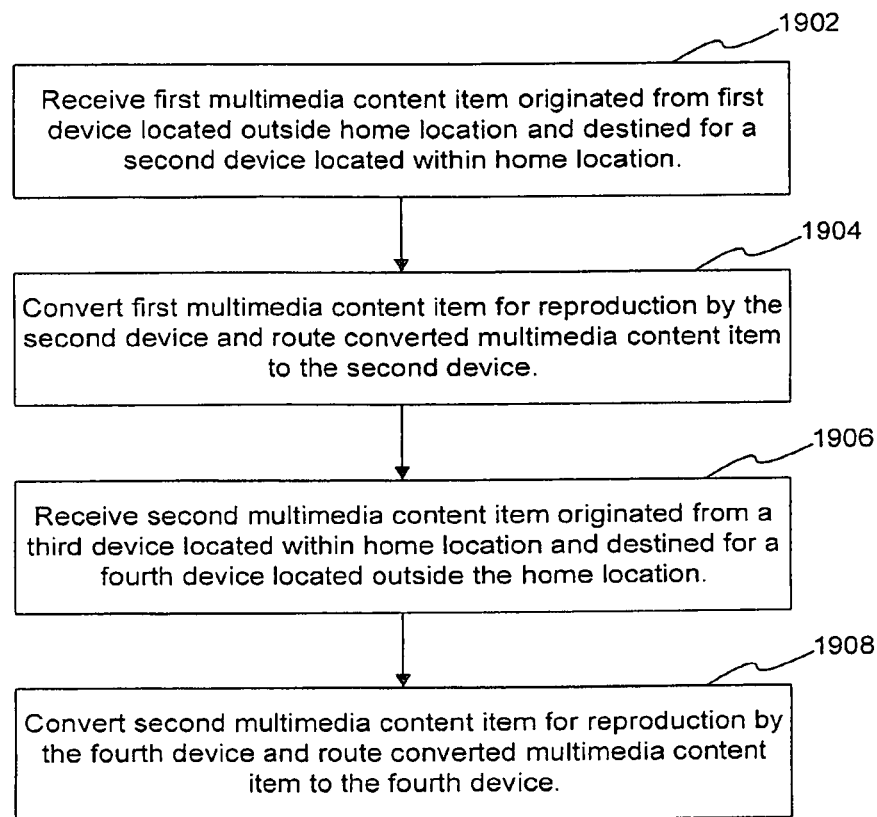 1902
Receive first multimedia content item originated from first
device located outside home location and destined for a
second device located within home location.
1904
Convert first multimedia content item for reproduction by the
second device and route converted multimedia content item
to the second device.
1906
Receive second multimedia content item originated from a
third device located within home location and destined for a
fourth device located outside the home location.
1908
Convert second multimedia content item for reproduction by
the fourth device and route converted multimedia content
item to the fourth device.